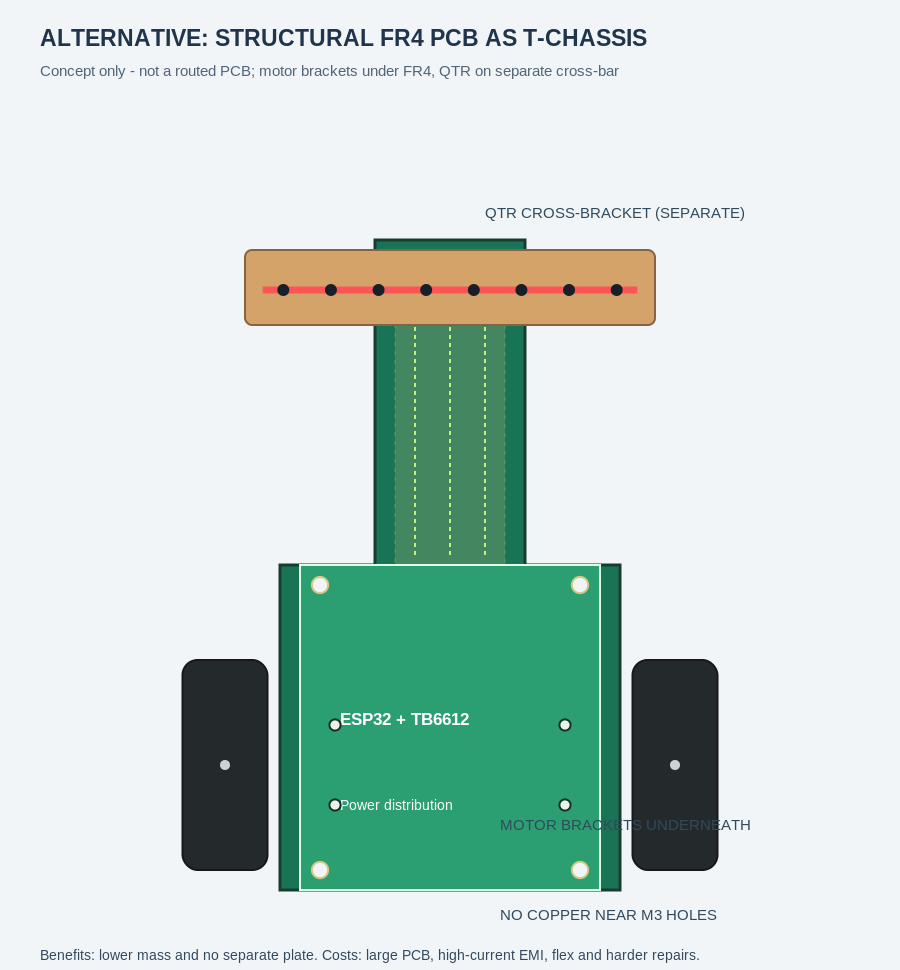 ALTERNATIVE: STRUCTURAL FR4 PCB AS T-CHASSIS
Concept only - not a routed PCB; motor brackets under FR4, QTR on separate cross-bar
QTR CROSS-BRACKET (SEPARATE)
ESP32 + TB6612
Power distribution
MOTOR BRACKETS UNDERNEATH
NO COPPER NEAR M3 HOLES
Benefits: lower mass and no separate plate. Costs: large PCB, high-current EMI, flex and harder repairs.